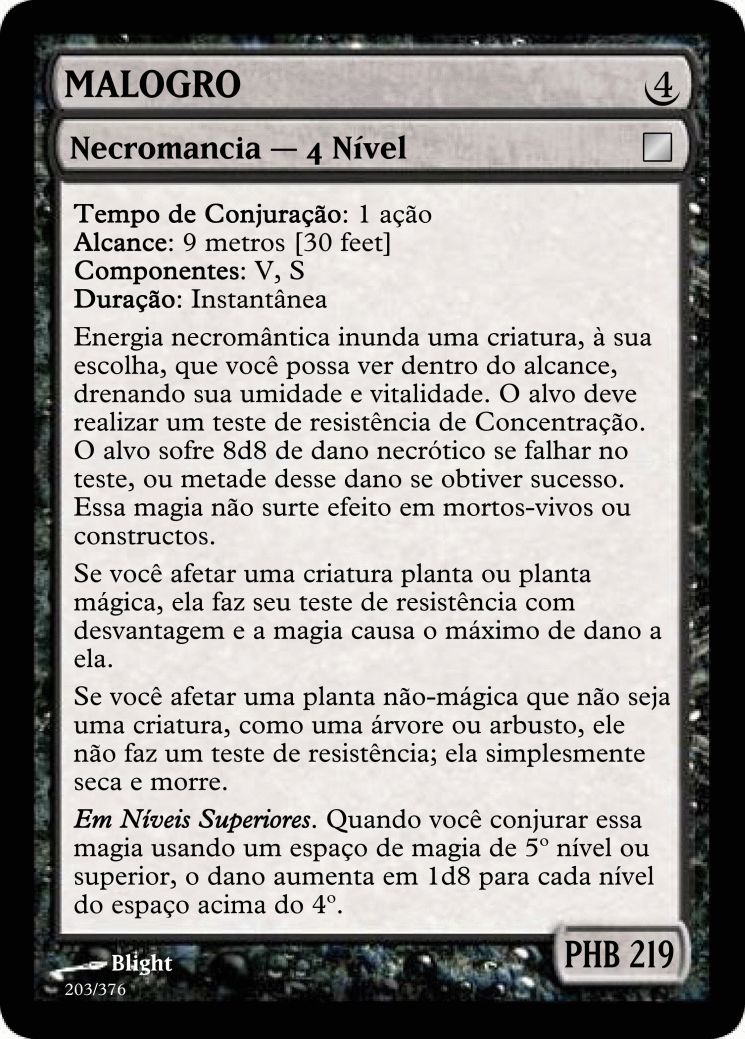 MALOGRO
4
Necromancia — 4 Nível
Tempo de Conjuração: 1 ação
Alcance: 9 metros [30 feet]
Componentes: V, S
Duração: Instantânea
Energia necromântica inunda uma criatura, à sua
escolha, que você possa ver dentro do alcance,
drenando sua umidade e vitalidade. O alvo deve
realizar um teste de resistência de Concentração.
O alvo sofre 8d8 de dano necrótico se falhar no
teste, ou metade desse dano se obtiver sucesso.
Essa magia não surte efeito em mortos-vivos ou
constructos.
Se você afetar uma criatura planta ou planta
mágica, ela faz seu teste de resistência com
desvantagem e a magia causa o máximo de dano a
ela.
Se você afetar uma planta não-mágica que não seja
uma criatura, como uma árvore ou arbusto, ele
não faz um teste de resistência; ela simplesmente
seca e morre.
Em Níveis Superiores. Quando você conjurar essa
magia usando um espaço de magia de 5º nível ou
superior, o dano aumenta em 1d8 para cada nível
do espaço acima do 4º.
PHB 219
Blight
203/376